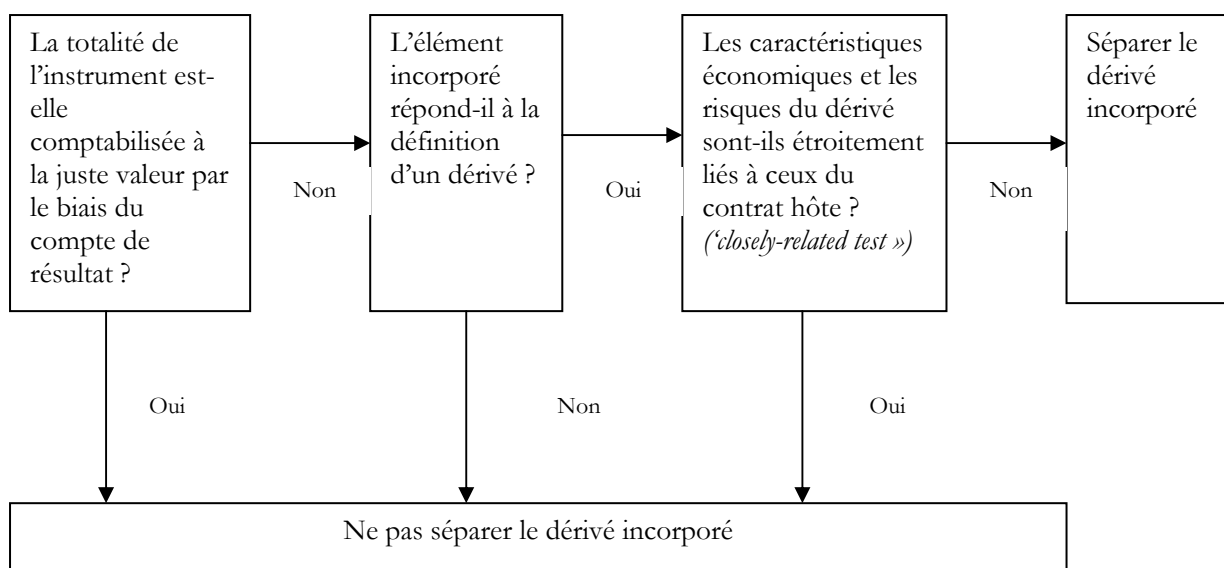 La totalité de
l’instrument est-
elle
comptabilisée à
la juste valeur par
le biais du
compte de
résultat ?
Non
L’élément
incorporé
répond-il à la
définition
d’un dérivé ?
Oui
Les caractéristiques
économiques et les
risques du dérivé
sont-ils étroitement
liés à ceux du
contrat hôte ?
(‘closely-related test »)
Non
Séparer le
dérivé
incorporé
Oui
Non
Oui
Ne pas séparer le dérivé incorporé